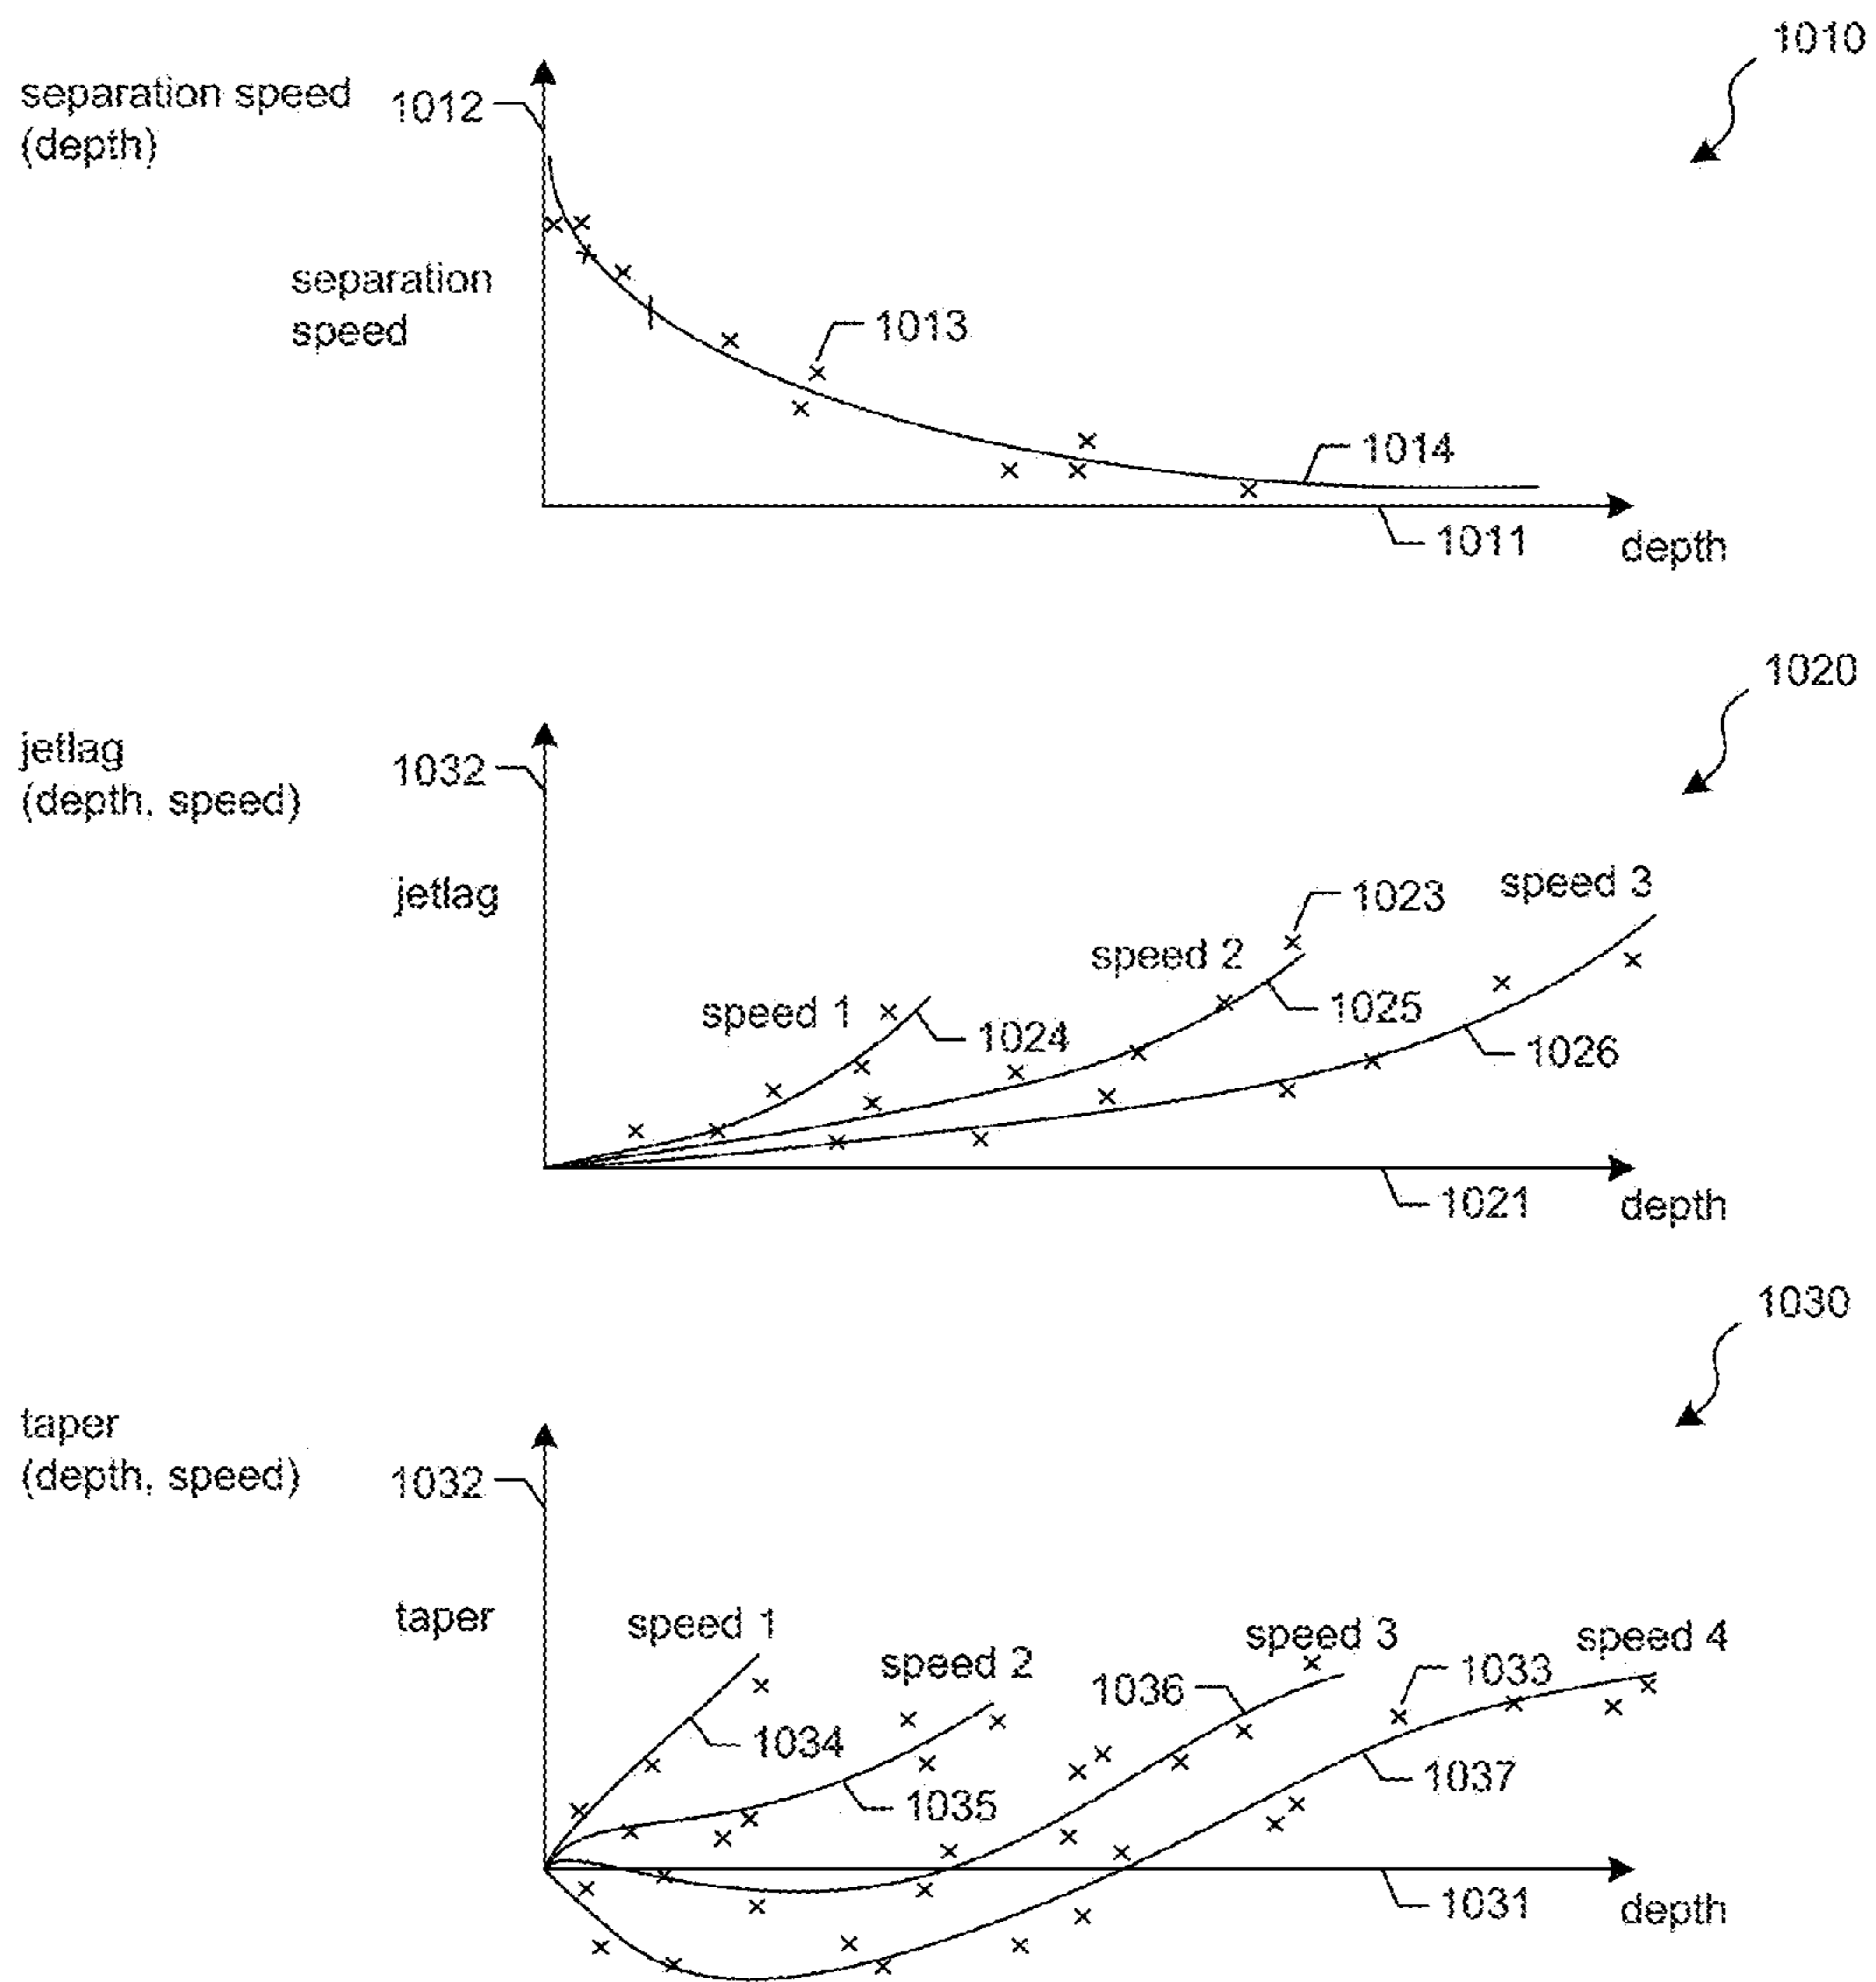 1010
separation speed
(depth)
1012
separation
speed
1013
1014
1011
depth
1020
jetlag
(depth, speed)
1032
jetlag
speed 1
1024
speed 2
1023
1025
speed 3
1026
1021
depth
1030
taper
(depth, speed)
1032
taper
speed 1
1034
speed 2
1035
speed 3
1036
1033
speed 4
1037
1031
depth